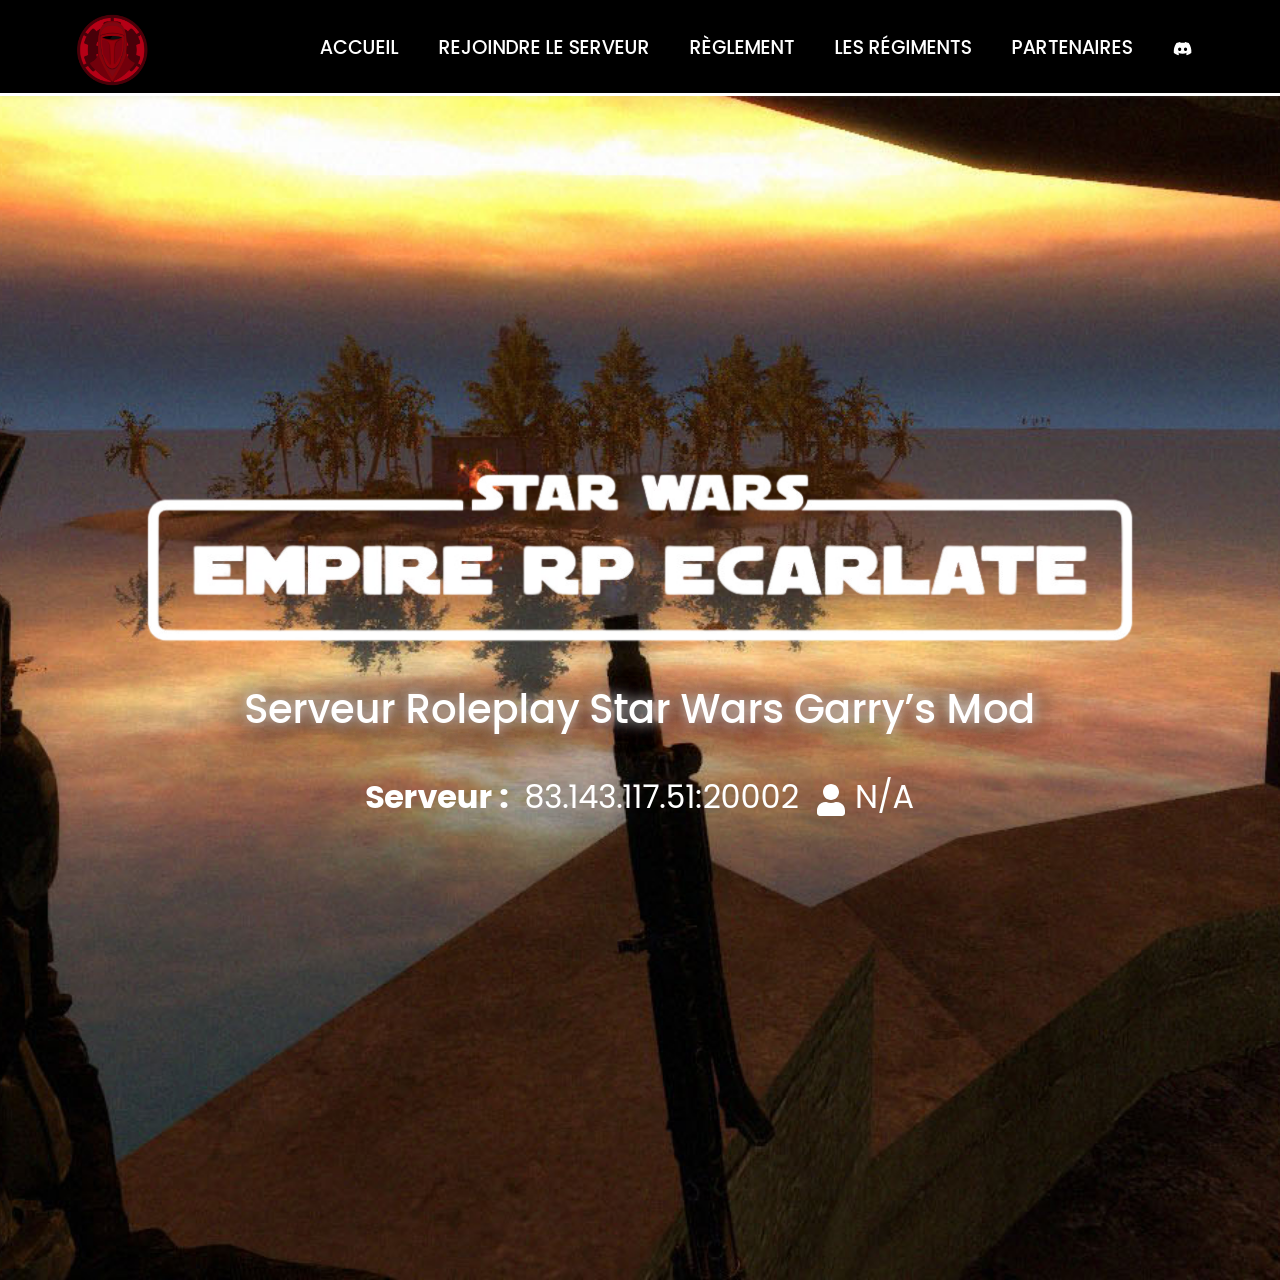 ACCUEIL REJOINDRE LE SERVEUR RÈGLEMENT LES RÉGIMENTS PARTENAIRES
STAR WARS
EMPIRE RP ECARLATE
Serveur Roleplay Star Wars Garry’s Mod
Serveur : 83.143.117.51:20002 N/A